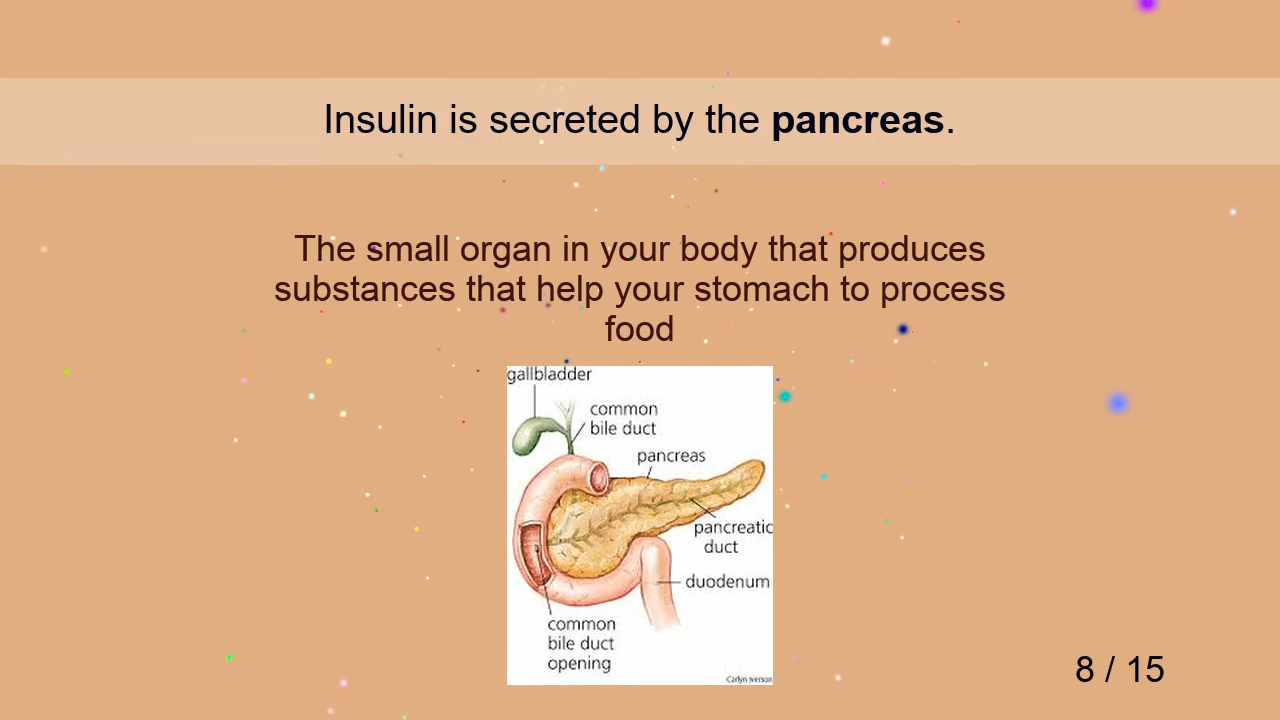 Insulin is secreted by the pancreas.
The small organ in your body that produces
substances that help your stomach to process
food
gallbladder
common
bile duct
pancreas
pancreatic
duct
duodenum
common
bile duct
opening
Carlyn Iverson
8 / 15